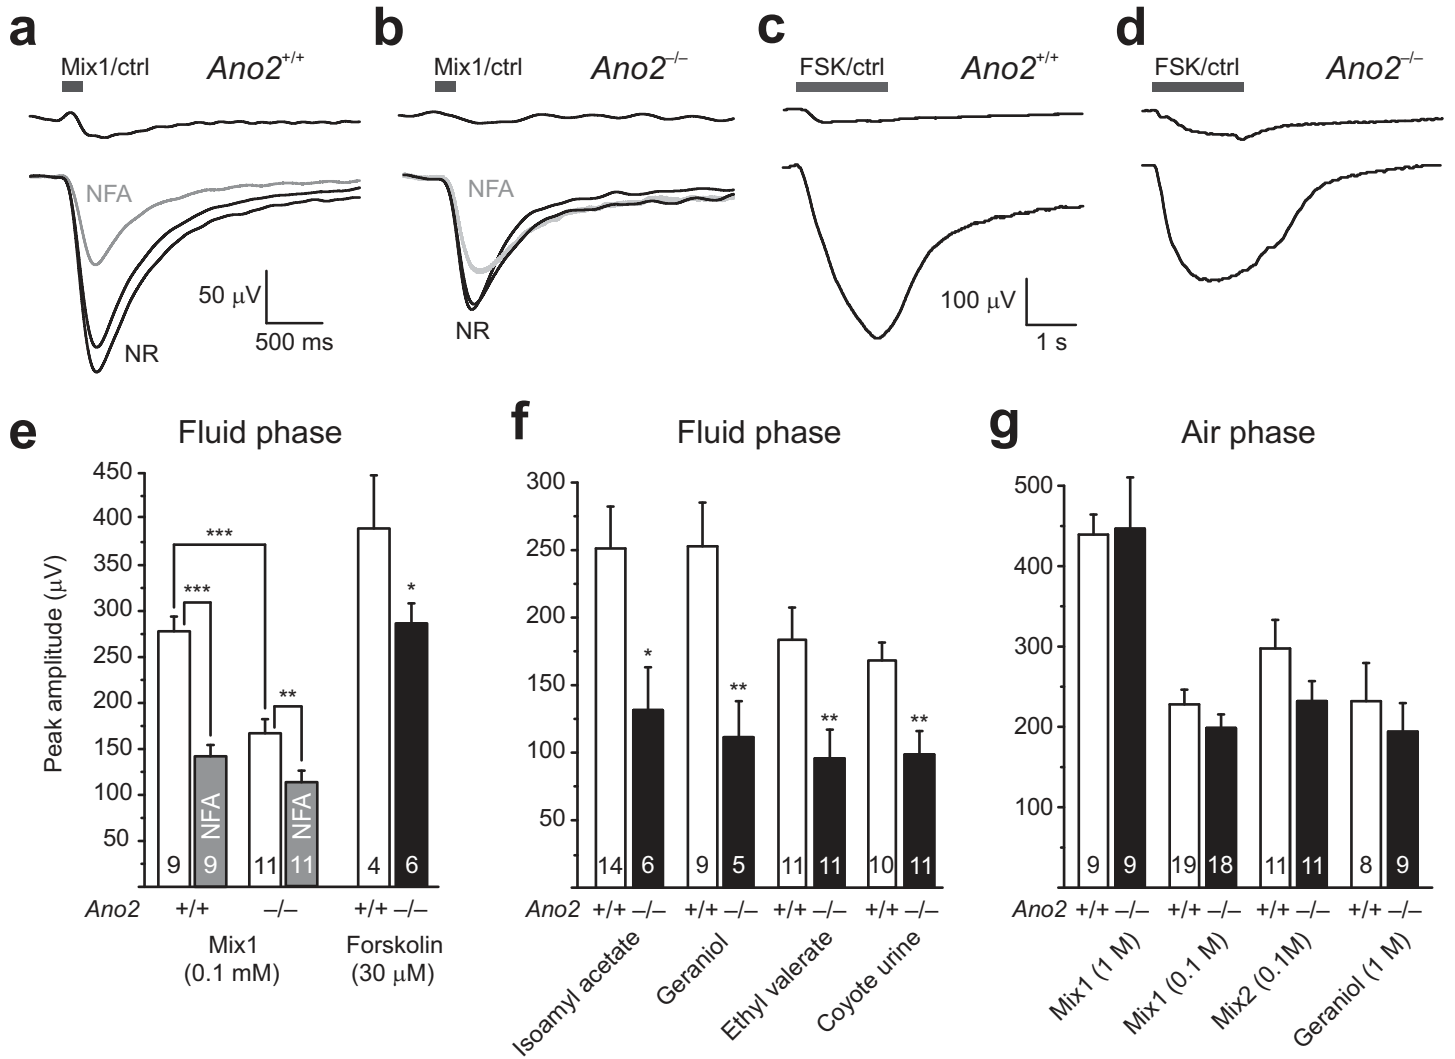 a
b
c
d
Mix1/ctrl
Ano2+/+
Mix1/ctrl
Ano2–/–
FSK/ctrl
Ano2+/+
FSK/ctrl
Ano2–/–
NFA
NR
50 µV
500 ms
NFA
NR
100 µV
1 s
e
Fluid phase
Peak amplitude (µV)
450
400
350
300
250
200
150
100
50
***
***
**
*
9
NFA
9
11
NFA
11
4
6
Ano2
+/+
–/–
+/+
–/–
Mix1
(0.1 mM)
Forskolin
(30 µM)
f
Fluid phase
300
250
200
150
100
50
*
**
**
**
14
6
9
5
11
11
10
11
+/+
–/–
+/+
–/–
+/+
–/–
+/+
–/–
Isoamyl acetate
Geraniol
Ethyl valerate
Coyote urine
g
Air phase
500
400
300
200
100
9
9
19
18
11
11
8
9
Ano2
+/+
–/–
+/+
–/–
+/+
–/–
+/+
–/–
Mix1 (1 M)
Mix1 (0.1 M)
Mix2 (0.1M)
Geraniol (1 M)